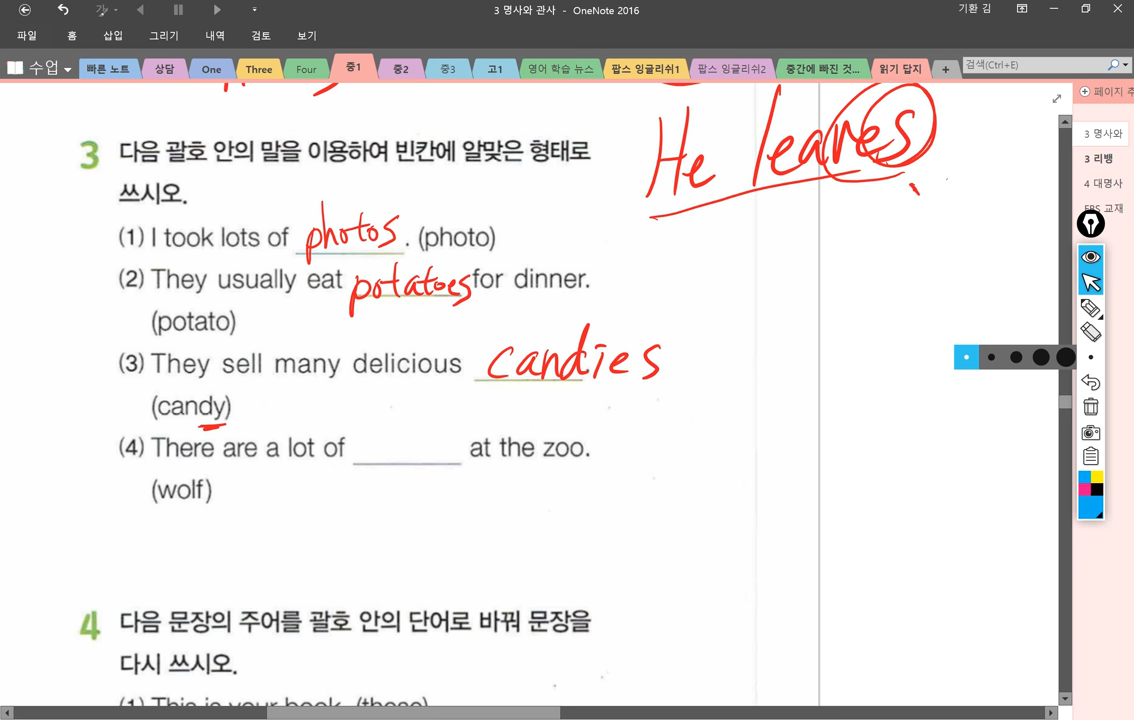 3 명사와 관사 - OneNote 2016
기환 김
파일 홈 삽입 그리기 내역 검토 보기
수업 빠른 노트 상담 One Three Four 중1 중2 중3 고1 영어 학습 뉴스 팝스 잉글리쉬1 팝스 잉글리쉬2 중간에 빠진 것... 읽기 답지 + 검색(Ctrl+E)
페이지 추
3 명사와
3 리뱅
4 대명사
EBS 교재
He leaves
3 다음 괄호 안의 말을 이용하여 빈칸에 알맞은 형태로
쓰시오.
(1) I took lots of photos. (photo)
(2) They usually eat potatoes for dinner.
(potato)
(3) They sell many delicious candies
(candy)
(4) There are a lot of ________ at the zoo.
(wolf)
4 다음 문장의 주어를 괄호 안의 단어로 바꿔 문장을
다시 쓰시오.
(1) This is your book. (these)